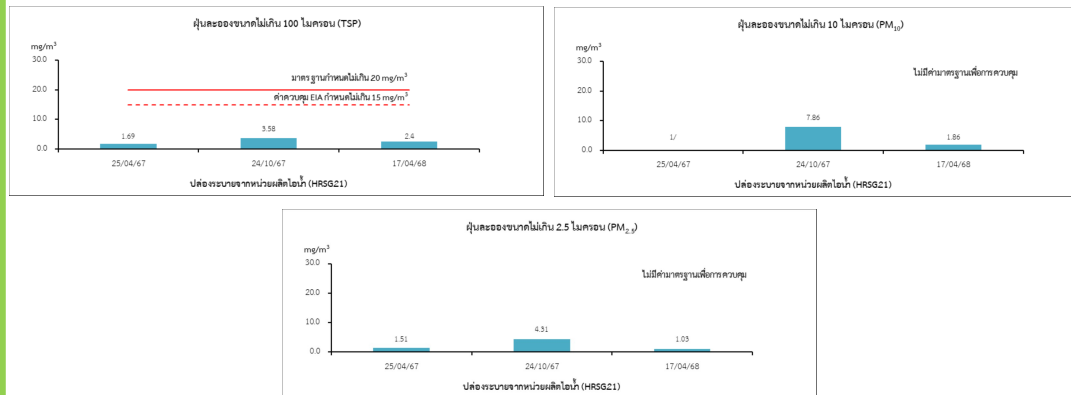 ฝุ่นละอองขนาดไม่เกิน 100 ไมครอน (TSP)
mg/m³
30.0
มาตรฐานกำหนดไม่เกิน 20 mg/m³
20.0
ค่าควบคุม EIA กำหนดไม่เกิน 15 mg/m³
10.0
1.69 3.58 2.4
0.0
25/04/67 24/10/67 17/04/68
ปล่องระบายจากหน่วยผลิตไอน้ำ (HRSG21)
ฝุ่นละอองขนาดไม่เกิน 10 ไมครอน (PM₁₀)
mg/m³
30.0
ไม่มีค่ามาตรฐานเพื่อการควบคุม
20.0
10.0
1/ 7.86 1.86
0.0
25/04/67 24/10/67 17/04/68
ปล่องระบายจากหน่วยผลิตไอน้ำ (HRSG21)
ฝุ่นละอองขนาดไม่เกิน 2.5 ไมครอน (PM₂.₅)
mg/m³
30.0
ไม่มีค่ามาตรฐานเพื่อการควบคุม
20.0
10.0
1.51 4.31 1.03
0.0
25/04/67 24/10/67 17/04/68
ปล่องระบายจากหน่วยผลิตไอน้ำ (HRSG21)